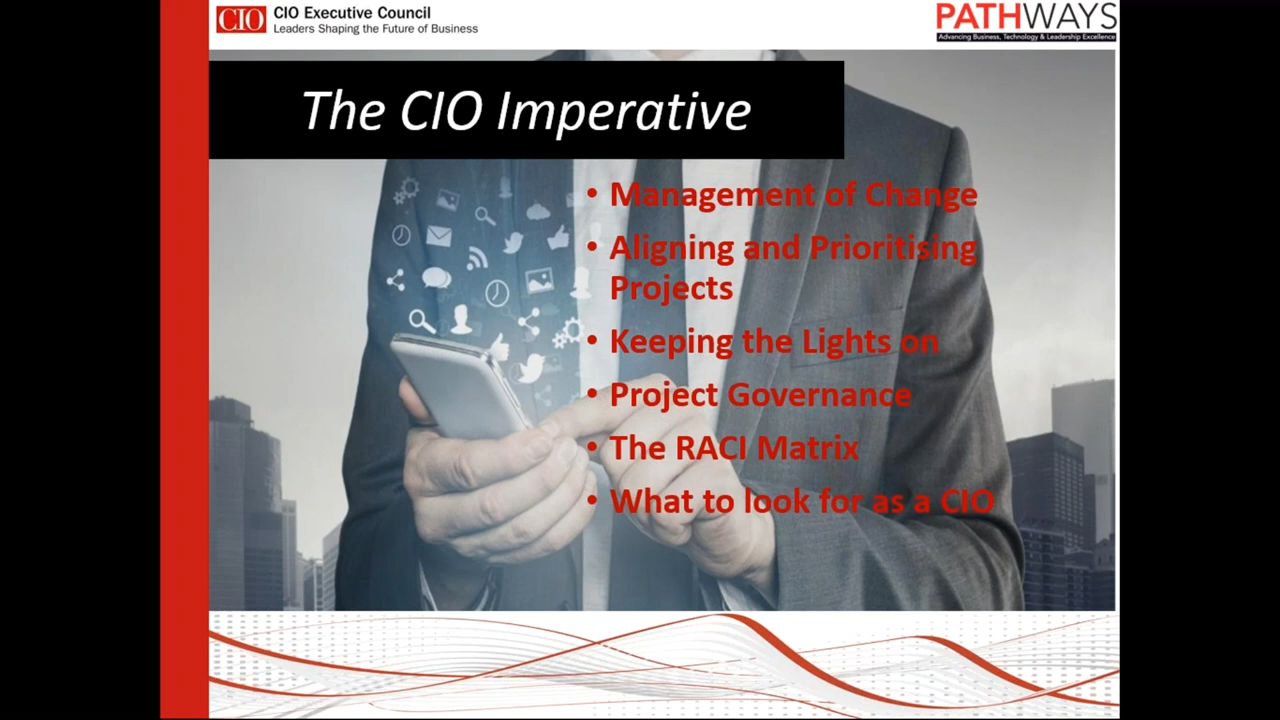 CIO
CIO Executive Council
Leaders Shaping the Future of Business
PATHWAYS
Advancing Business, Technology & Leadership Excellence
The CIO Imperative
• Management of Change
• Aligning and Prioritising
Projects
• Keeping the Lights on
• Project Governance
• The RACI Matrix
• What to look for as a CIO